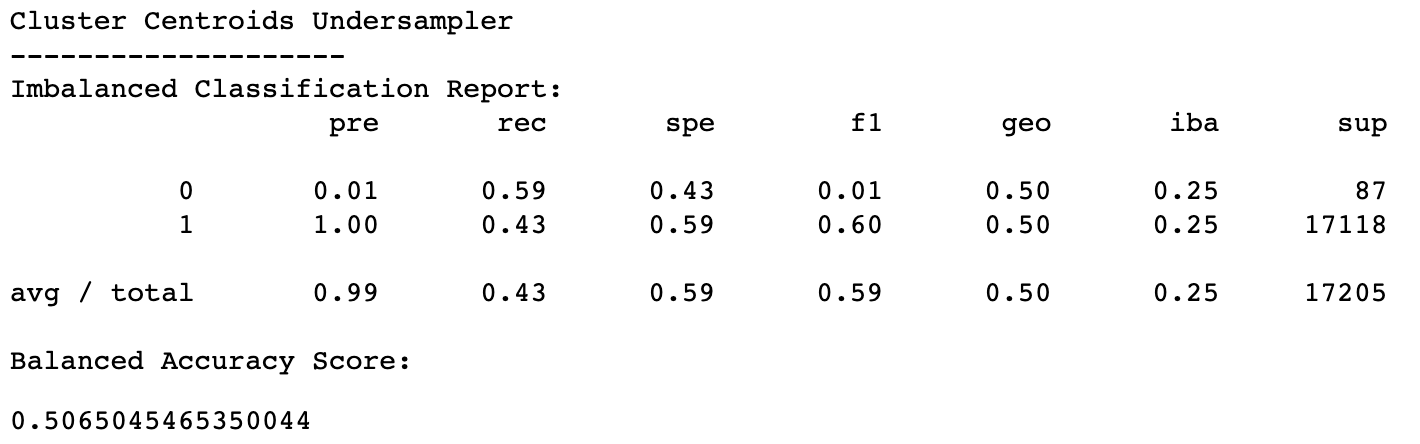 Cluster Centroids Undersampler
--------------------
Imbalanced Classification Report:
pre rec spe f1 geo iba sup
0 0.01 0.59 0.43 0.01 0.50 0.25 87
1 1.00 0.43 0.59 0.60 0.50 0.25 17118
avg / total 0.99 0.43 0.59 0.59 0.50 0.25 17205
Balanced Accuracy Score:
0.5065045465350044